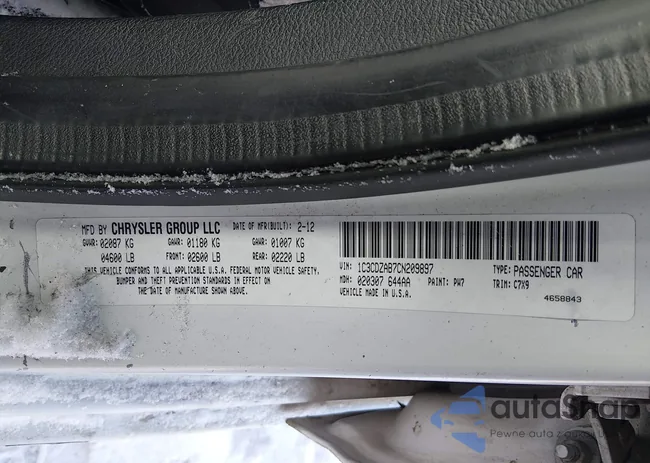 MFD BY CHRYSLER GROUP LLC DATE OF MFR(BUILT): 2-12
GVWR: 02087 KG GAWR: 01180 KG GAWR: 01007 KG
04600 LB FRONT: 02600 LB REAR: 02220 LB
THIS VEHICLE CONFORMS TO ALL APPLICABLE U.S.A. FEDERAL MOTOR VEHICLE SAFETY,
BUMPER AND THEFT PREVENTION STANDARDS IN EFFECT ON
THE DATE OF MANUFACTURE SHOWN ABOVE.
VIN: 1C3CDZAB7CN209897 TYPE: PASSENGER CAR
MDH: 020307 644AA PAINT: PW7 TRIM: C7X9
VEHICLE MADE IN U.S.A. 4658843
autaShop
Pewne auta z